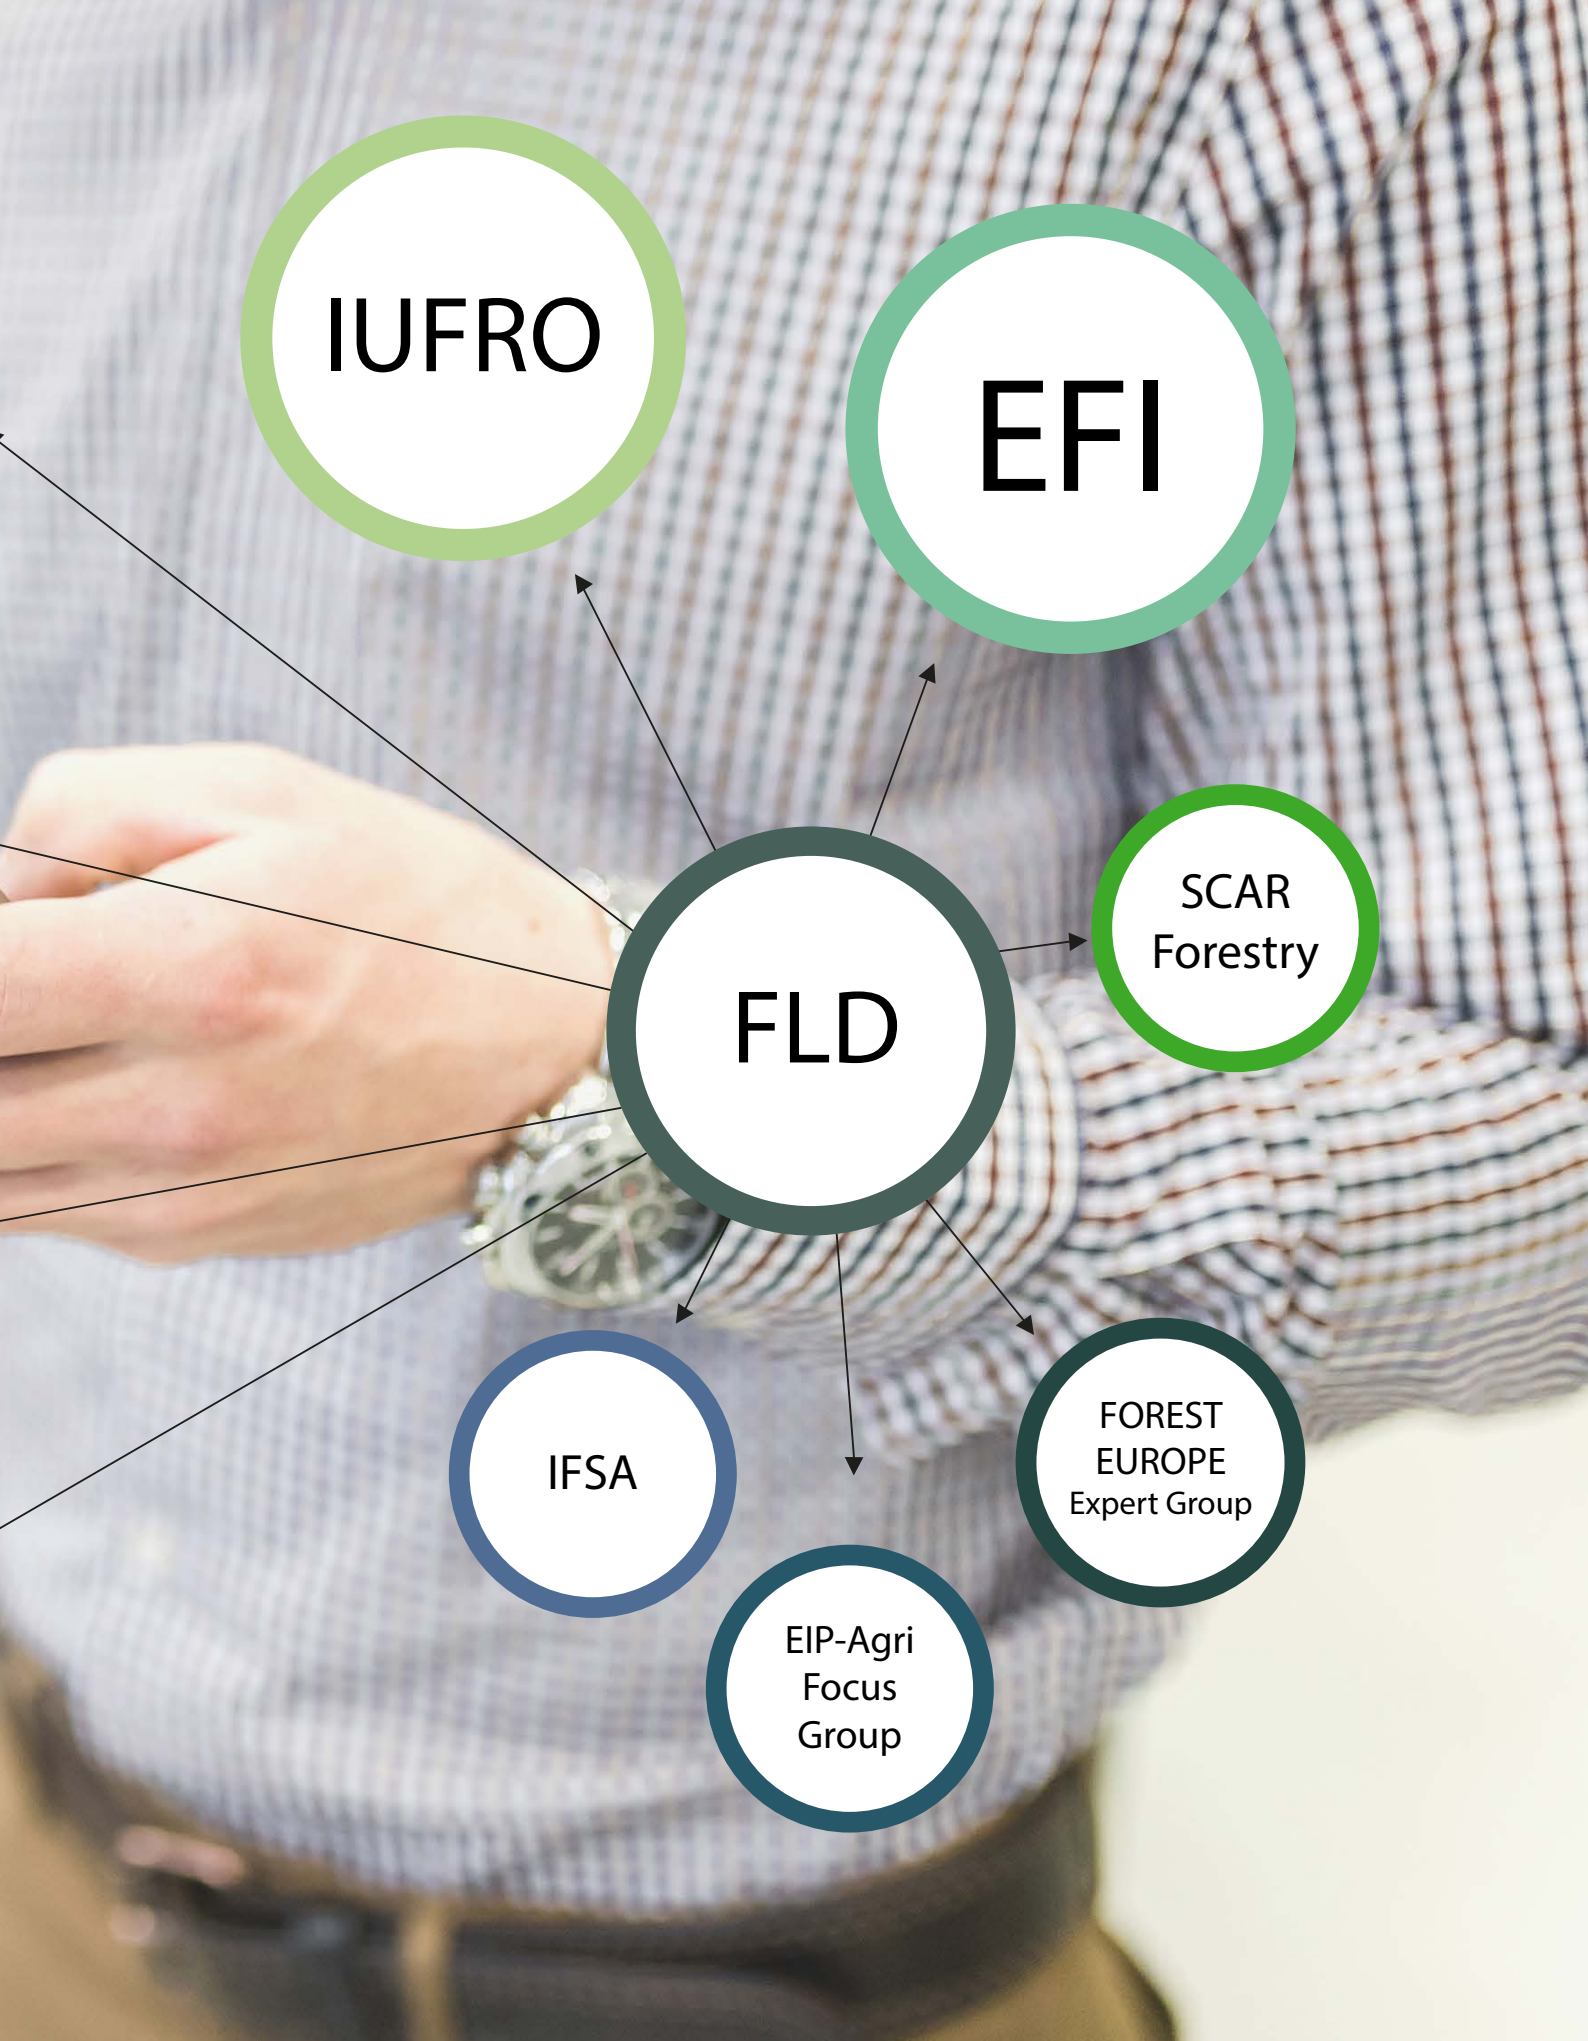 IUFRO
EFI
SCAR
Forestry
FLD
FOREST
EUROPE
Expert Group
IFSA
EIP-Agri
Focus
Group